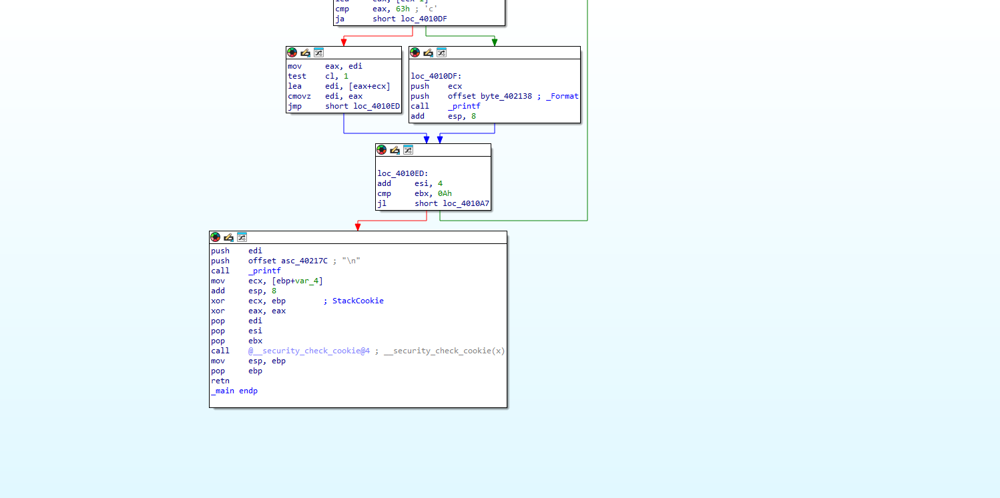 cmp eax, 63h ; 'c'
ja short loc_4010DF
mov eax, edi
test cl, 1
lea edi, [eax+ecx]
cmovz edi, eax
jmp short loc_4010ED
loc_4010DF:
push ecx
push offset byte_402138 ; _Format
call _printf
add esp, 8
loc_4010ED:
add esi, 4
cmp ebx, 0Ah
jl short loc_4010A7
push edi
push offset asc_40217C ; "\n"
call _printf
mov ecx, [ebp+var_4]
add esp, 8
xor ecx, ebp ; StackCookie
xor eax, eax
pop edi
pop esi
pop ebx
call @__security_check_cookie@4 ; __security_check_cookie(x)
mov esp, ebp
pop ebp
retn
_main endp